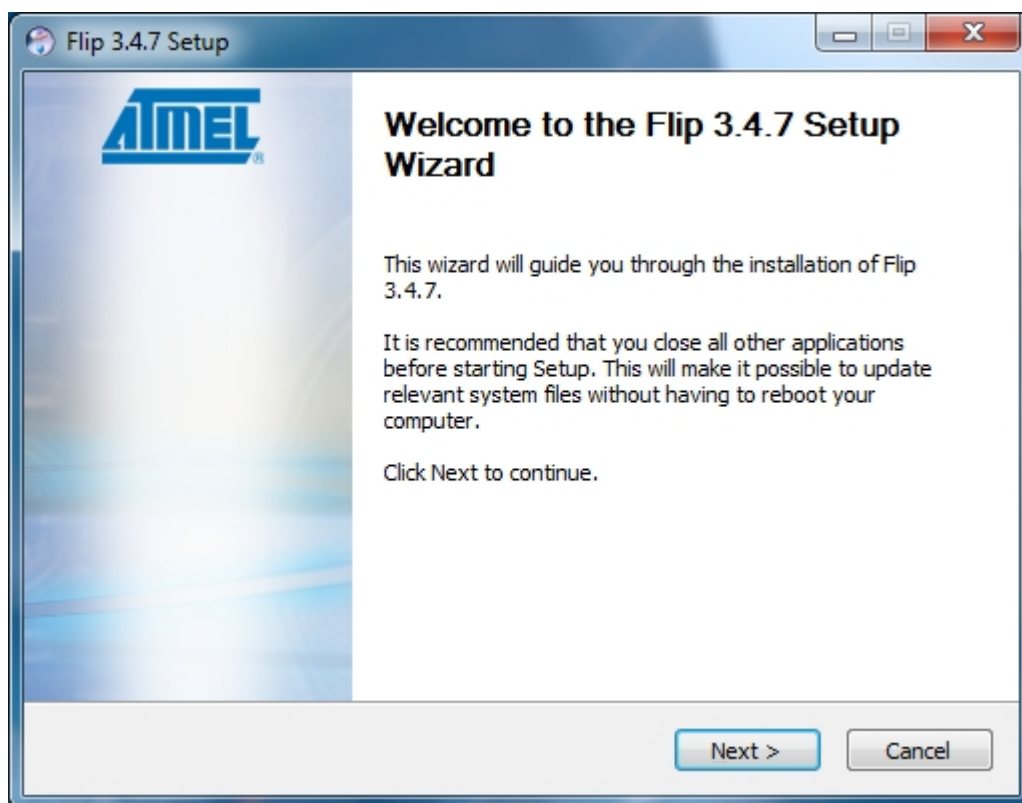 Flip 3.4.7 Setup
ATMEL®
Welcome to the Flip 3.4.7 Setup
Wizard
This wizard will guide you through the installation of Flip
3.4.7.
It is recommended that you close all other applications
before starting Setup. This will make it possible to update
relevant system files without having to reboot your
computer.
Click Next to continue.
Next >
Cancel